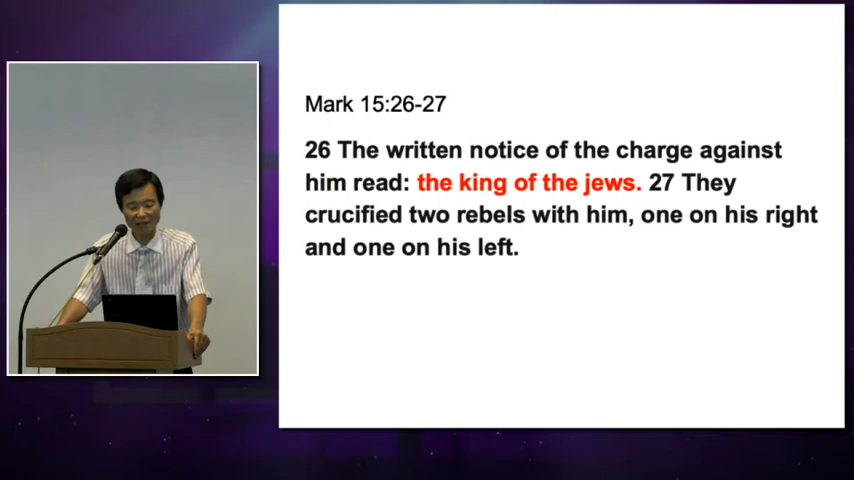 Mark 15:26-27
26 The written notice of the charge against
him read: the king of the jews. 27 They
crucified two rebels with him, one on his right
and one on his left.